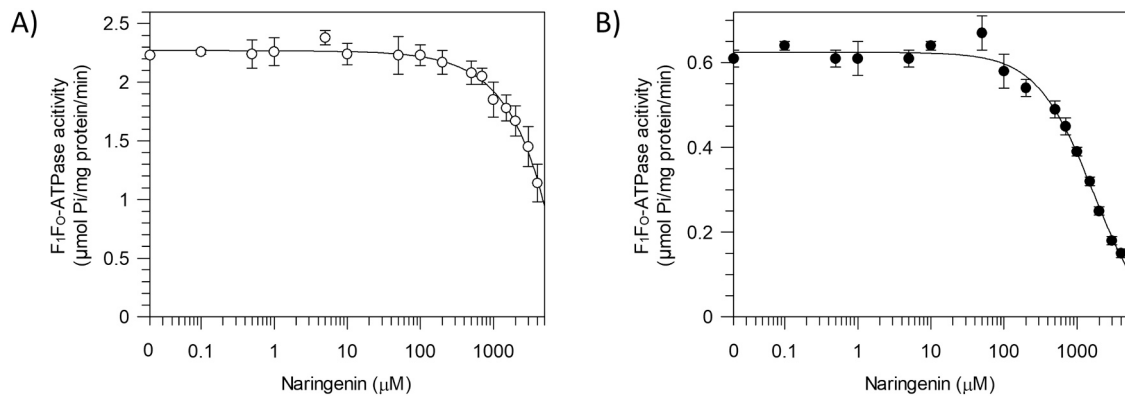 A)
2.5
2
1.5
1
0.5
0
F1FO-ATPase acitivity
(μmol Pi/mg protein/min)
0 0.1 1 10 100 1000
Naringenin (μM)
B)
0.6
0.4
0.2
0
F1FO-ATPase acitivity
(μmol Pi/mg protein/min)
0 0.1 1 10 100 1000
Naringenin (μM)